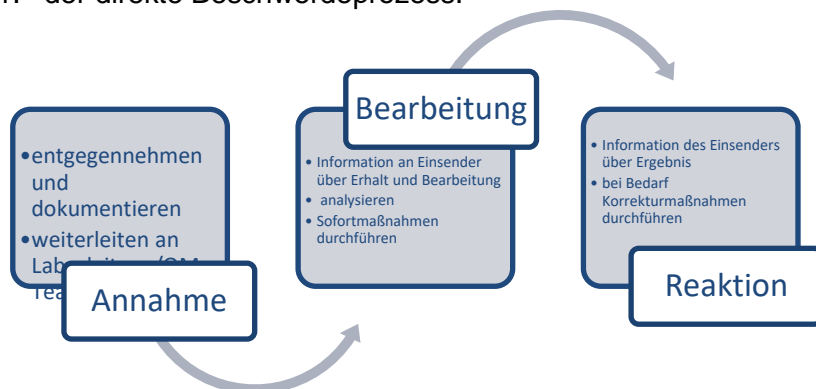 der direkte Beschwerdeprozess:
•entgegennehmen
und
dokumentieren
•weiterleiten an
Annahme
Bearbeitung
• Information an Einsender
über Erhalt und Bearbeitung
• analysieren
• Sofortmaßnahmen
durchführen
• Information des Einsenders
über Ergebnis
• bei Bedarf
Korrekturmaßnahmen
durchführen
Reaktion